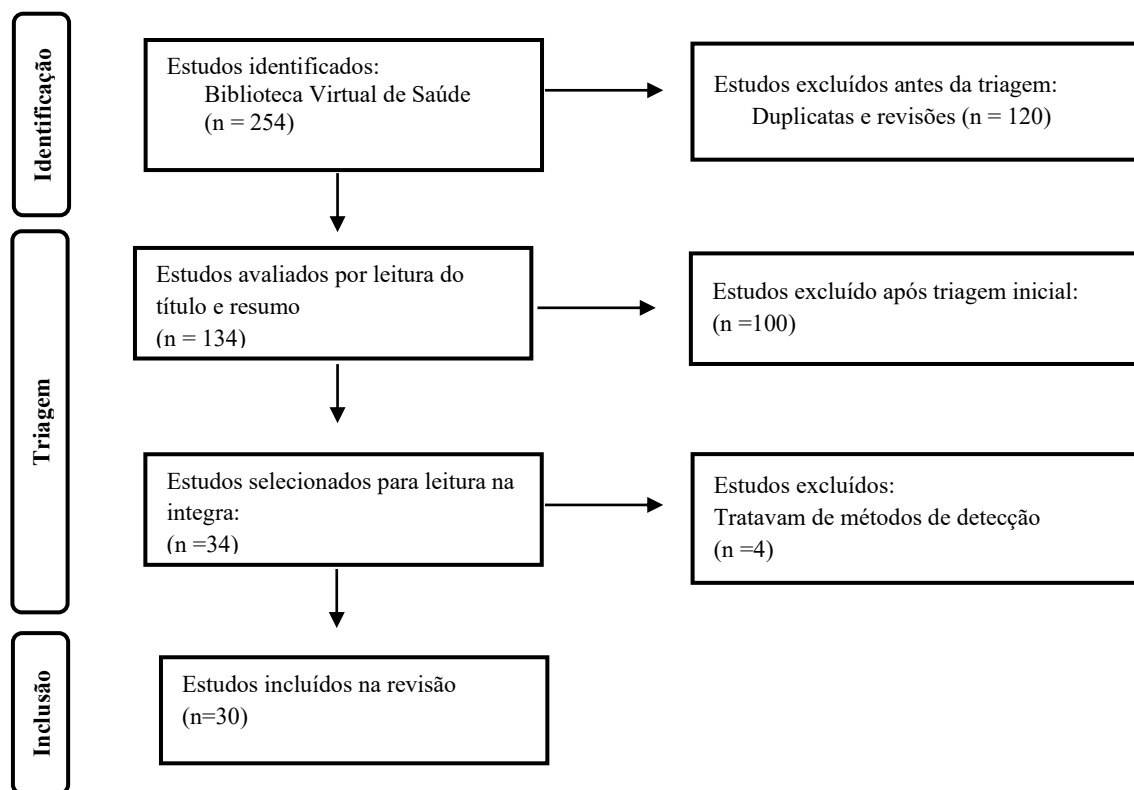 Identificação
Estudos identificados:
Biblioteca Virtual de Saúde
(n = 254)
Estudos excluídos antes da triagem:
Duplicatas e revisões (n = 120)
Triagem
Estudos avaliados por leitura do
título e resumo
(n = 134)
Estudos excluído após triagem inicial:
(n =100)
Estudos selecionados para leitura na
integra:
(n =34)
Estudos excluídos:
Tratavam de métodos de detecção
(n =4)
Inclusão
Estudos incluídos na revisão
(n=30)